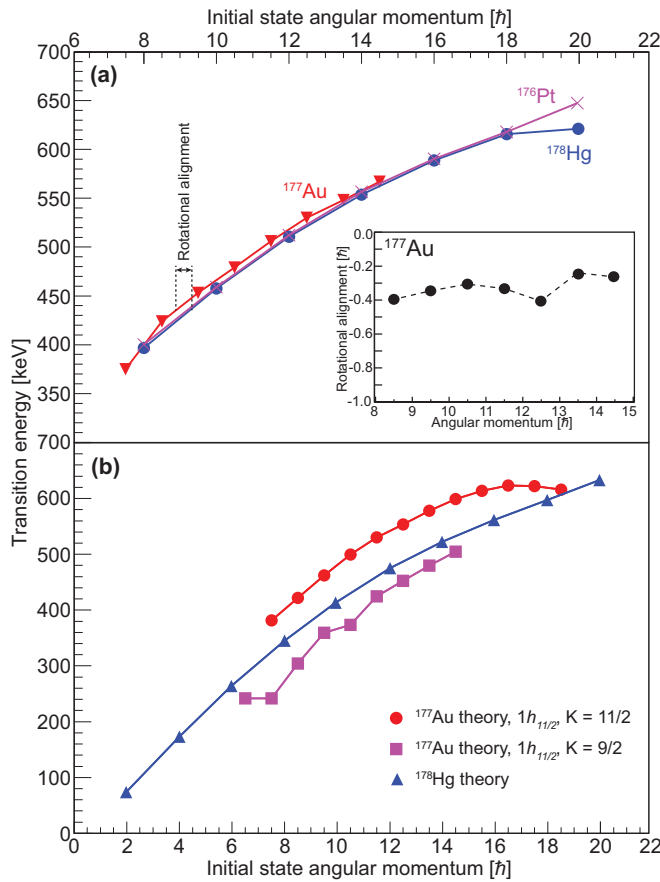 Initial state angular momentum [ħ]
6 8 10 12 14 16 18 20 22
700
650
600
550
500
450
400
350
(a)
Rotational alignment
¹⁷⁷Au
¹⁷⁶Pt
¹⁷⁸Hg
¹⁷⁷Au
0.0
-0.2
-0.4
-0.6
-0.8
-1.0
Rotational alignment [ħ]
8 9 10 11 12 13 14 15
Angular momentum [ħ]
Transition energy [keV]
(b)
700
600
500
400
300
200
100
0
¹⁷⁷Au theory, 1h₁₁/₂, K = 11/2
¹⁷⁷Au theory, 1h₁₁/₂, K = 9/2
¹⁷⁸Hg theory
0 2 4 6 8 10 12 14 16 18 20 22
Initial state angular momentum [ħ]